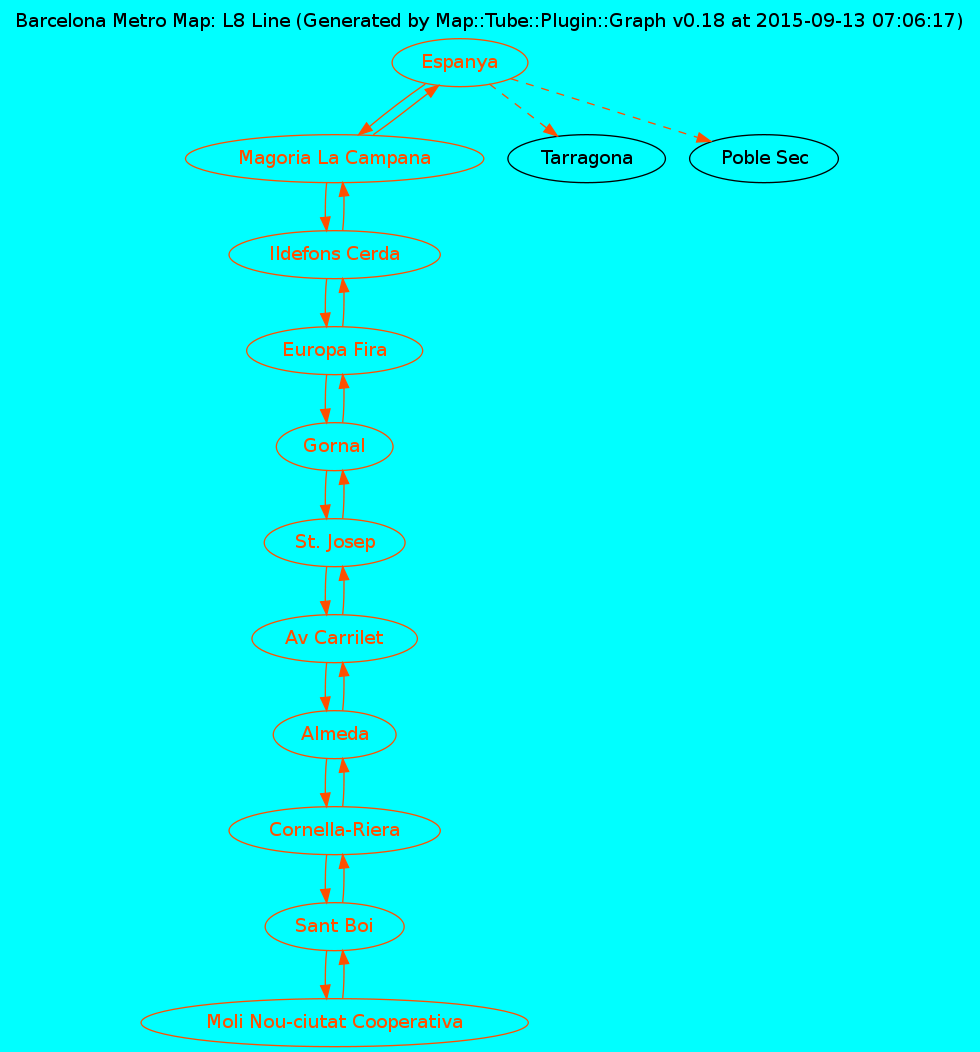 Barcelona Metro Map: L8 Line (Generated by Map::Tube::Plugin::Graph v0.18 at 2015-09-13 07:06:17)
Espanya
Magoria La Campana
Tarragona
Poble Sec
Ildefons Cerda
Europa Fira
Gornal
St. Josep
Av Carrilet
Almeda
Cornella-Riera
Sant Boi
Moli Nou-ciutat Cooperativa